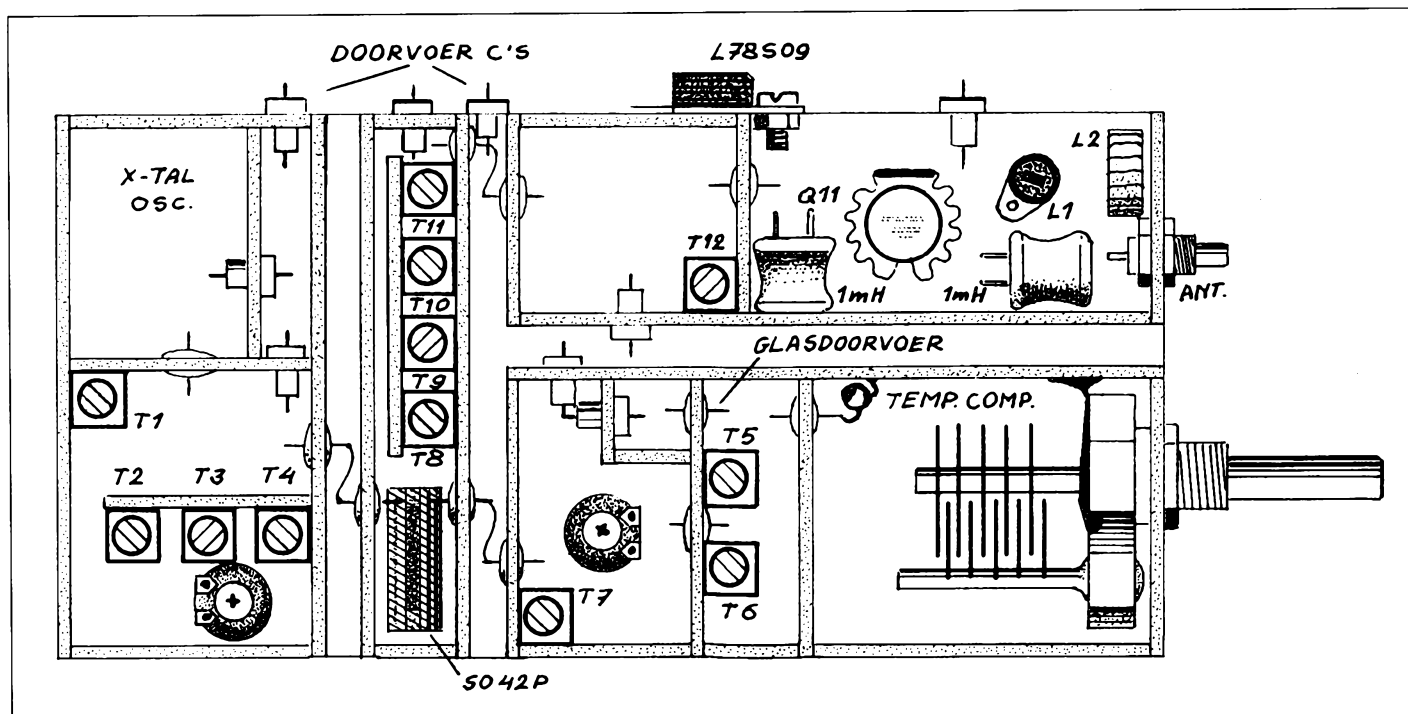 DOORVOER C'S
L78S09
X-TAL
OSC.
L2
Q11
L1
T11
T12
T10
1mH
1mH
ANT.
GLASDOORVOER
T9
T1
TEMP. COMP.
T8
T5
T2
T3
T4
T7
T6
SO42P